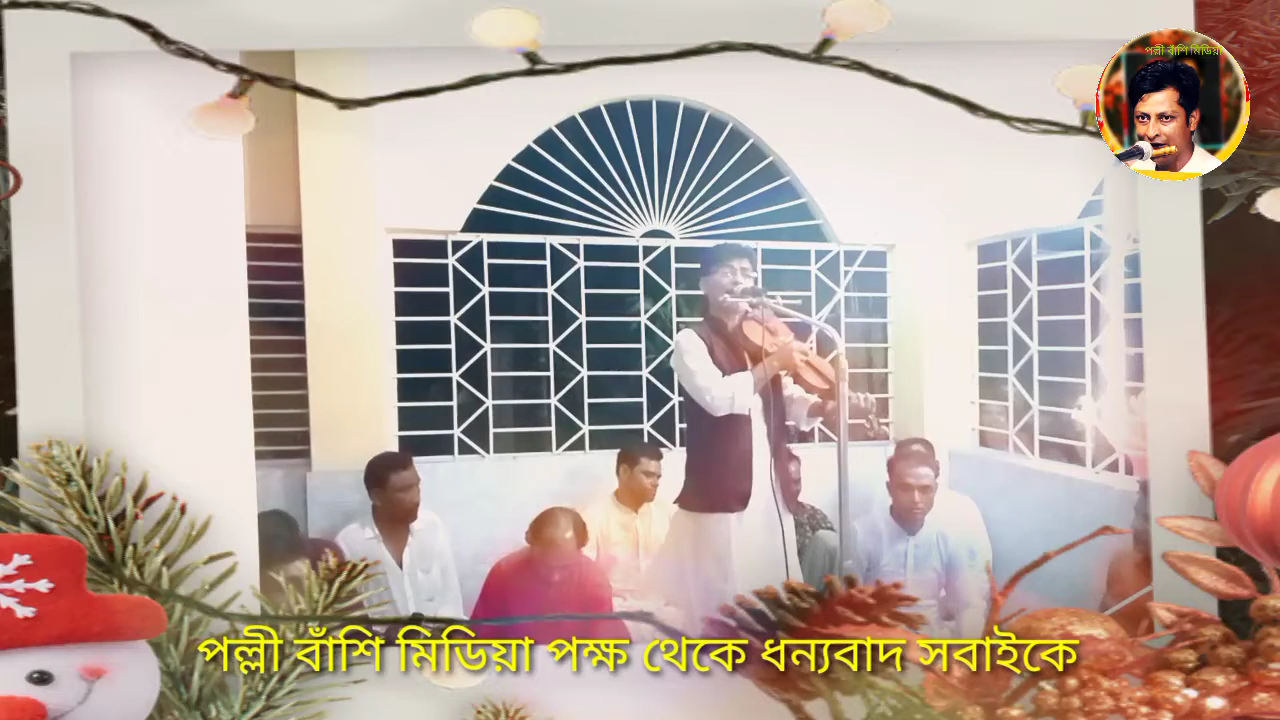 পল্লী বাঁশি মিডিয়া
পল্লী বাঁশি মিডিয়া পক্ষ থেকে ধন্যবাদ সবাইকে